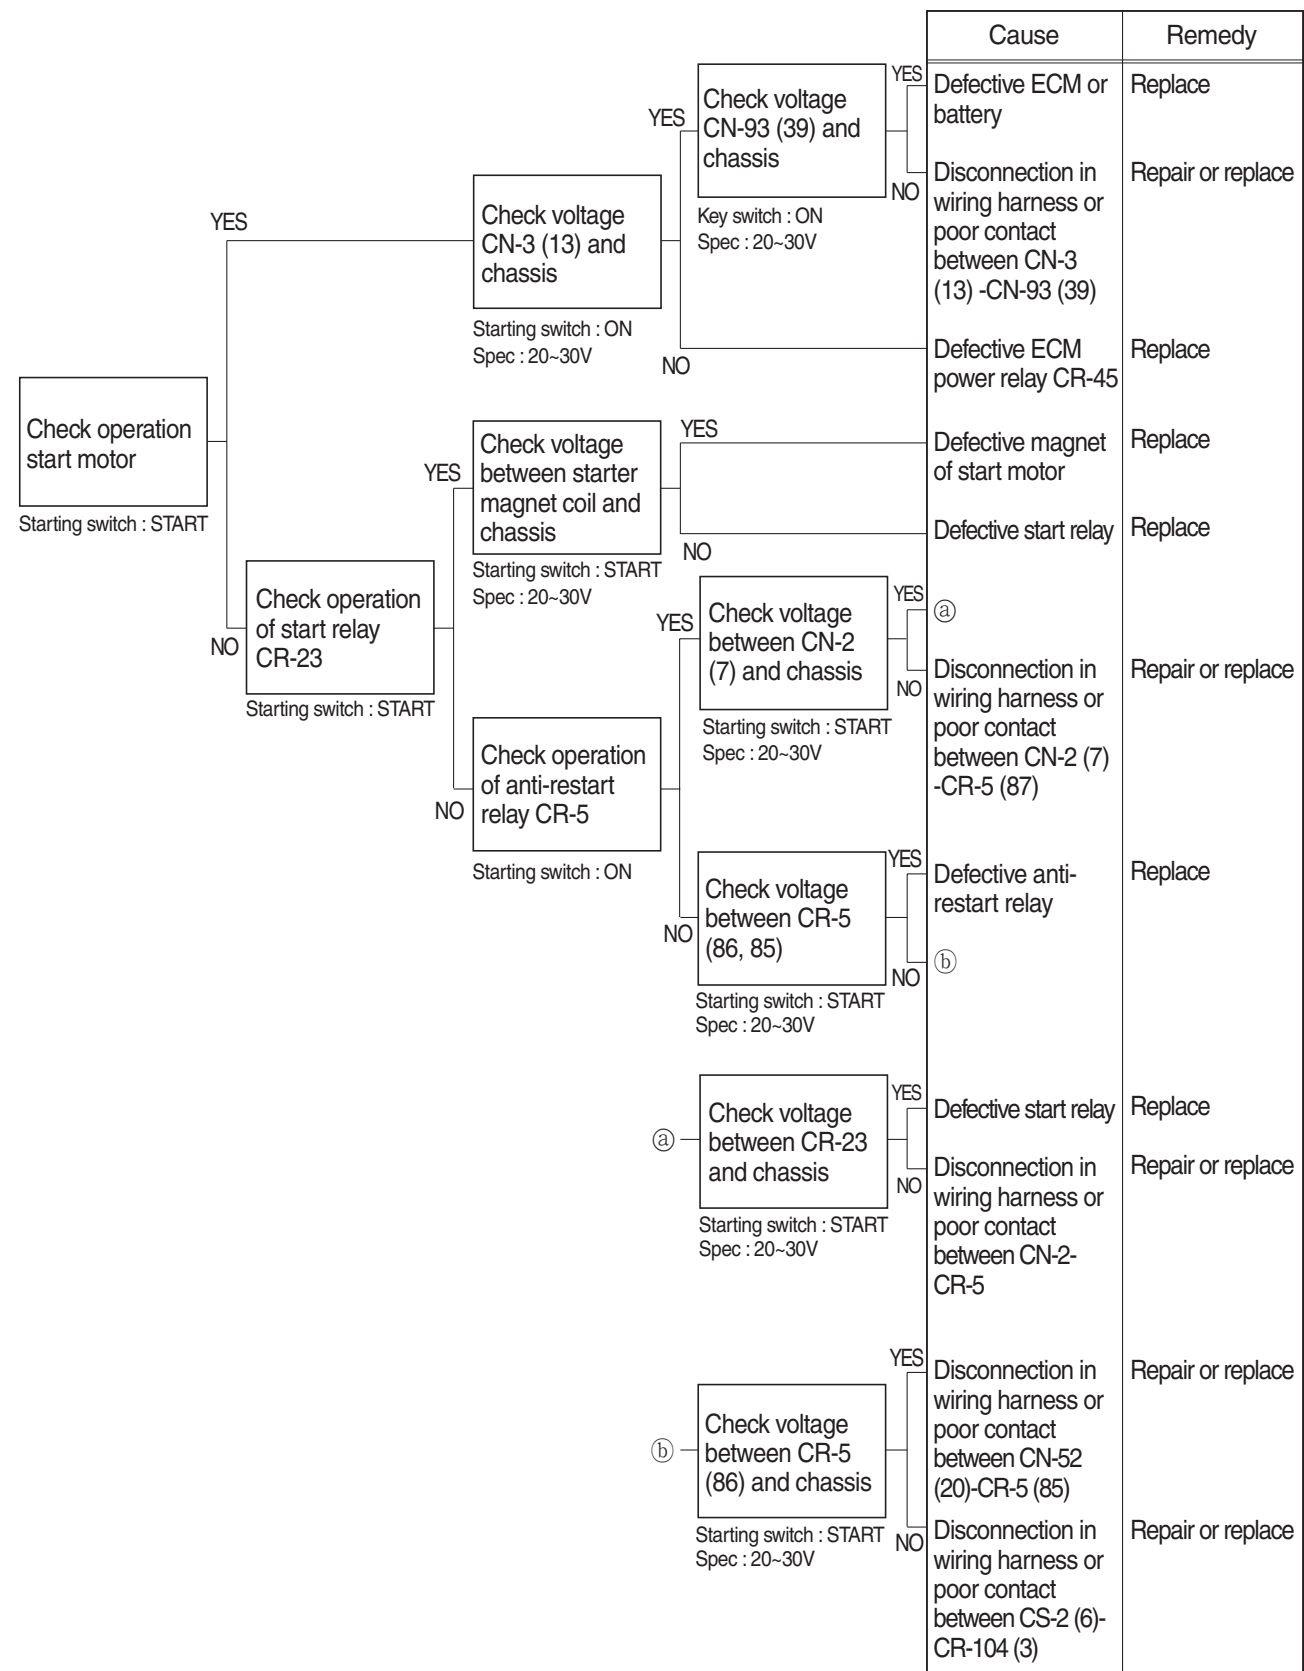 Cause
Remedy
YES
Check voltage
CN-93 (39) and
chassis
YES
NO
Key switch : ON
Spec : 20~30V
Defective ECM or
battery
Replace
Disconnection in
wiring harness or
poor contact
between CN-3
(13) -CN-93 (39)
Repair or replace
YES
Check voltage
CN-3 (13) and
chassis
Starting switch : ON
Spec : 20~30V
NO
Defective ECM
power relay CR-45
Replace
Check operation
start motor
Starting switch : START
YES
Check voltage
between starter
magnet coil and
chassis
Starting switch : START
Spec : 20~30V
YES
Defective magnet
of start motor
Replace
NO
Defective start relay
Replace
NO
Check operation
of start relay
CR-23
Starting switch : START
YES
Check voltage
between CN-2
(7) and chassis
Starting switch : START
Spec : 20~30V
YES
ⓐ
NO
Disconnection in
wiring harness or
poor contact
between CN-2 (7)
-CR-5 (87)
Repair or replace
NO
Check operation
of anti-restart
relay CR-5
Starting switch : ON
NO
Check voltage
between CR-5
(86, 85)
Starting switch : START
Spec : 20~30V
YES
Defective anti-
restart relay
Replace
NO
ⓑ
ⓐ
Check voltage
between CR-23
and chassis
Starting switch : START
Spec : 20~30V
YES
Defective start relay
Replace
NO
Disconnection in
wiring harness or
poor contact
between CN-2-
CR-5
Repair or replace
ⓑ
Check voltage
between CR-5
(86) and chassis
Starting switch : START
Spec : 20~30V
YES
Disconnection in
wiring harness or
poor contact
between CN-52
(20)-CR-5 (85)
Repair or replace
NO
Disconnection in
wiring harness or
poor contact
between CS-2 (6)-
CR-104 (3)
Repair or replace